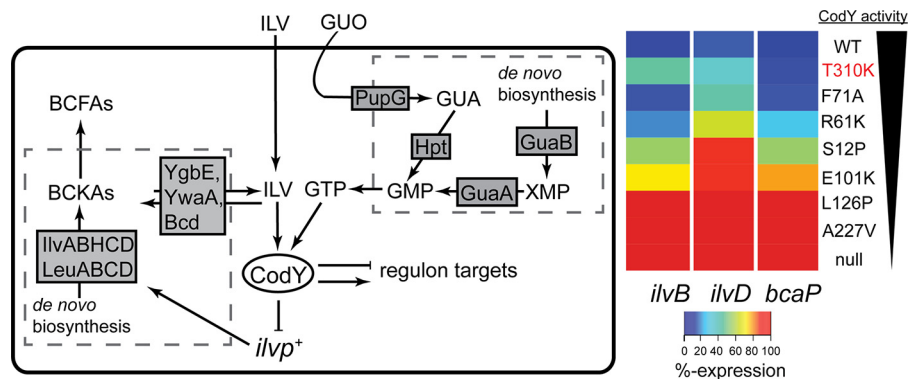 ILV GUO
CodY activity
de novo
biosynthesis
BCFAs
PupG GUA
Hpt
GuaB
BCKAs
YgbE,
YwaA,
Bcd
ILV GTP GMP GuaA XMP
IlvABHCD
LeuABCD
de novo
biosynthesis
CodY
regulon targets
ilvp+
WT
T310K
F71A
R61K
S12P
E101K
L126P
A227V
null
ilvB ilvD bcaP
0 20 40 60 80 100
%-expression